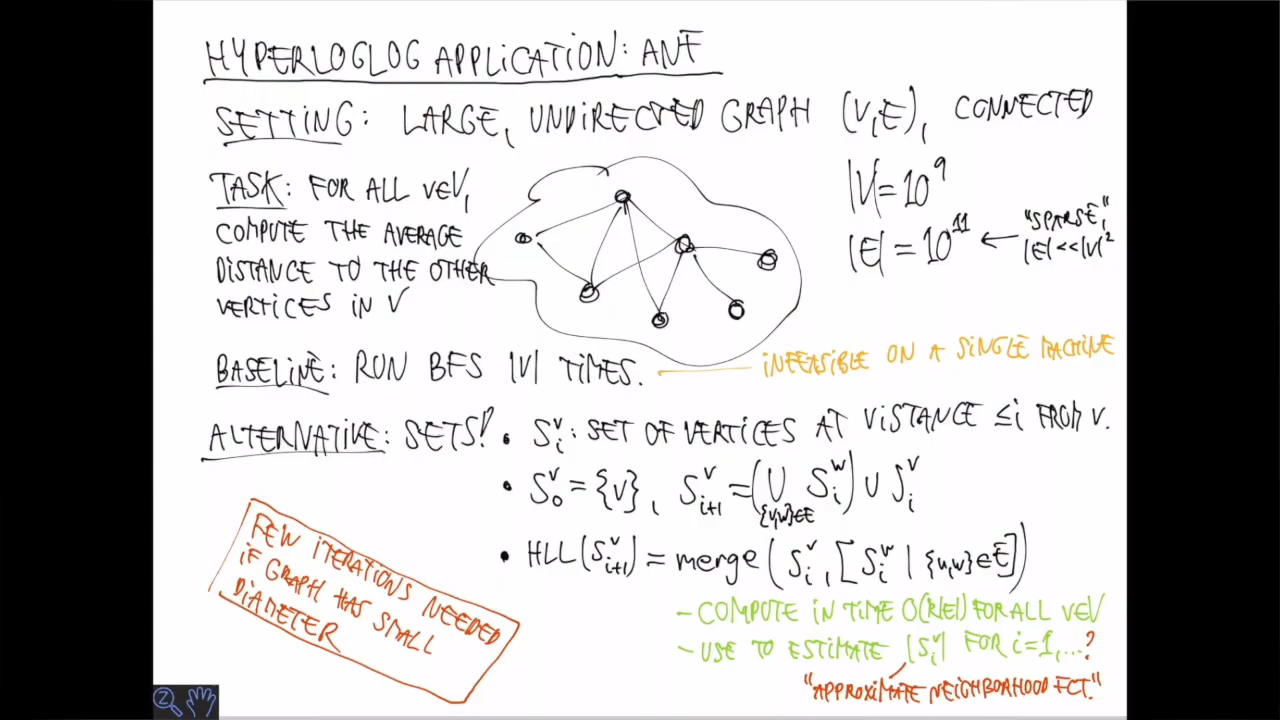 HYPERLOGLOG APPLICATION: ANF
SETTING: LARGE, UNDIRECTED GRAPH (V,E), CONNECTED
TASK: FOR ALL v∈V,
COMPUTE THE AVERAGE
DISTANCE TO THE OTHER
VERTICES IN V
|V|=10^9
|E|=10^11 ← "SPARSE,"
|E|<<|V|^2
BASELINE: RUN BFS |V| TIMES.
INFEASIBLE ON A SINGLE MACHINE
ALTERNATIVE: SETS! • S_i^v: SET OF VERTICES AT DISTANCE ≤i FROM v.
• S_0^v={v}, S_{i+1}^v=(∪_{{v,w}∈E} S_i^w) ∪ S_i^v
• HLL(S_{i+1}^v) = merge(S_i^v, [S_i^w | {u,w}∈E])
FEW ITERATIONS NEEDED
IF GRAPH HAS SMALL
DIAMETER
- COMPUTE IN TIME O(k|E|) FOR ALL v∈V
- USE TO ESTIMATE |S_i^v| FOR i=1,...?
"APPROXIMATE NEIGHBORHOOD FCT."